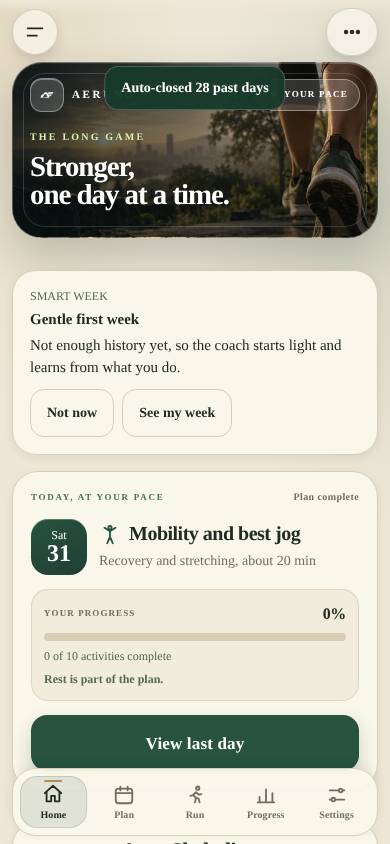 Auto-closed 28 past days
YOUR PACE
THE LONG GAME
Stronger,
one day at a time.
SMART WEEK
Gentle first week
Not enough history yet, so the coach starts light and
learns from what you do.
Not now
See my week
TODAY, AT YOUR PACE
Plan complete
Sat
31
Mobility and best jog
Recovery and stretching, about 20 min
YOUR PROGRESS
0%
0 of 10 activities complete
Rest is part of the plan.
View last day
Home
Plan
Run
Progress
Settings